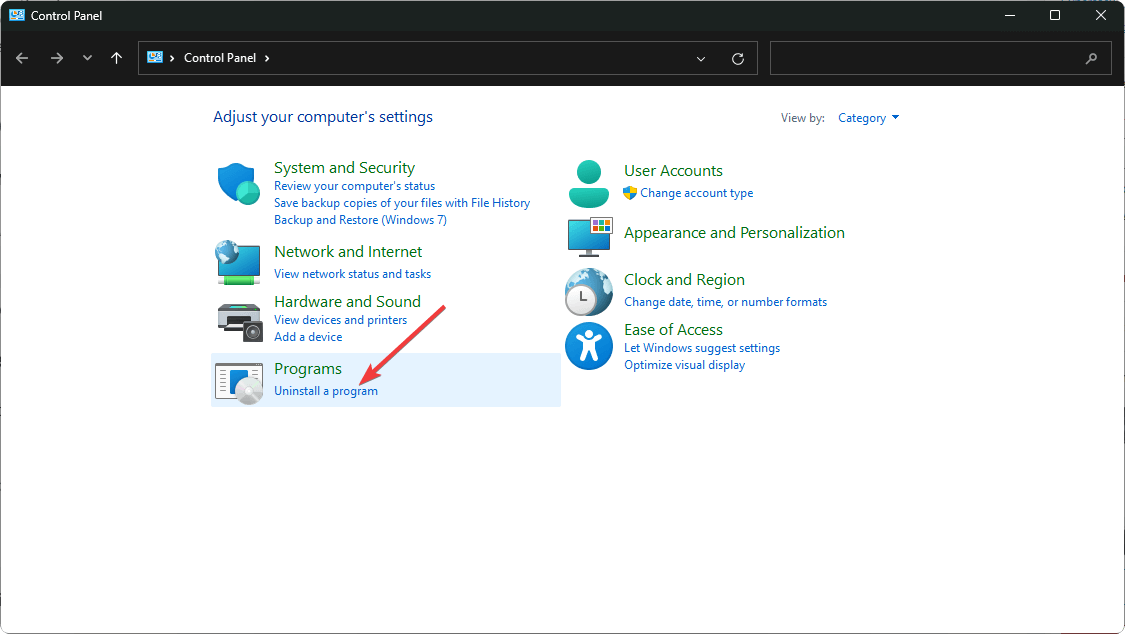 Control Panel
Control Panel
Adjust your computer's settings
View by: Category
System and Security
Review your computer's status
Save backup copies of your files with File History
Backup and Restore (Windows 7)
Network and Internet
View network status and tasks
Hardware and Sound
View devices and printers
Add a device
Programs
Uninstall a program
User Accounts
Change account type
Appearance and Personalization
Clock and Region
Change date, time, or number formats
Ease of Access
Let Windows suggest settings
Optimize visual display